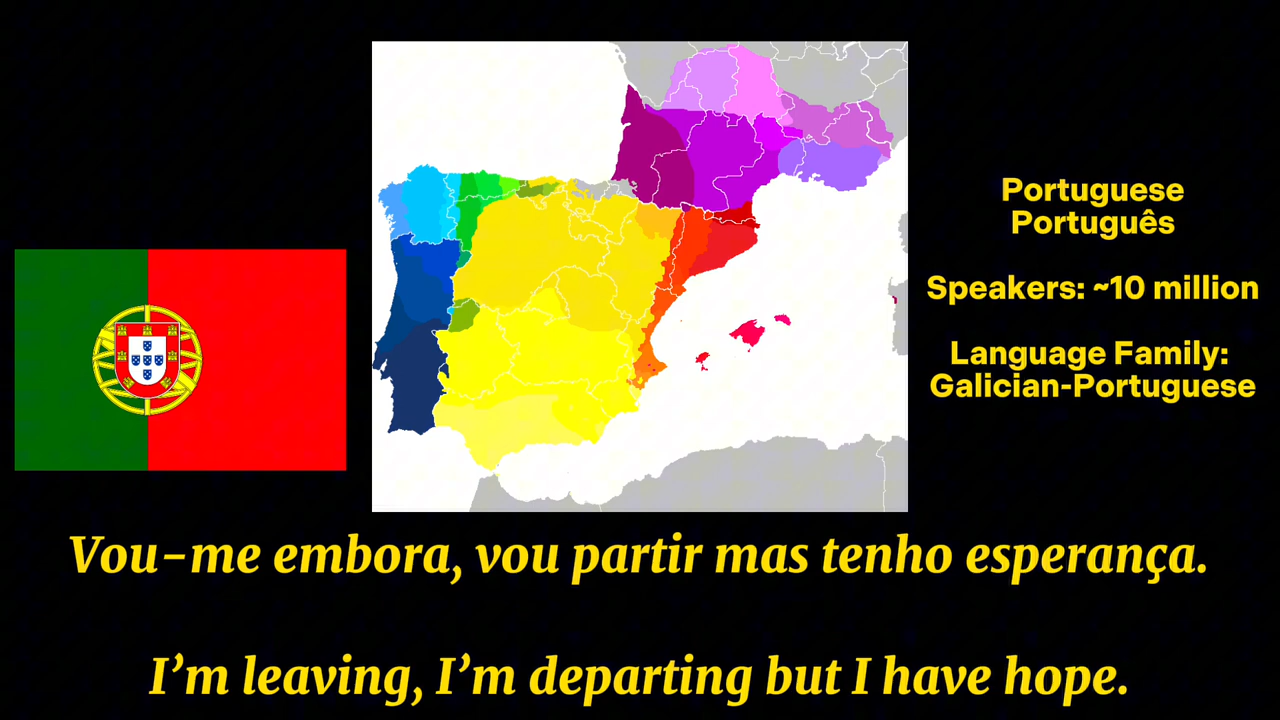 Portuguese
Português
Speakers: ~10 million
Language Family:
Galician-Portuguese
Vou-me embora, vou partir mas tenho esperança.
I'm leaving, I'm departing but I have hope.